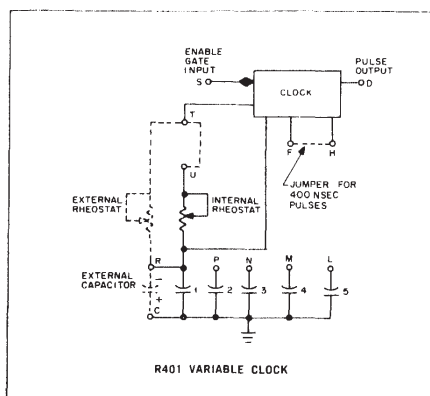 ENABLE
GATE
INPUT
S
PULSE
OUTPUT
D
CLOCK
T
F
H
U
JUMPER FOR
400 NSEC
PULSES
EXTERNAL
RHEOSTAT
INTERNAL
RHEOSTAT
R
P
N
M
L
EXTERNAL
CAPACITOR
-
+
C
1
2
3
4
5
R401 VARIABLE CLOCK